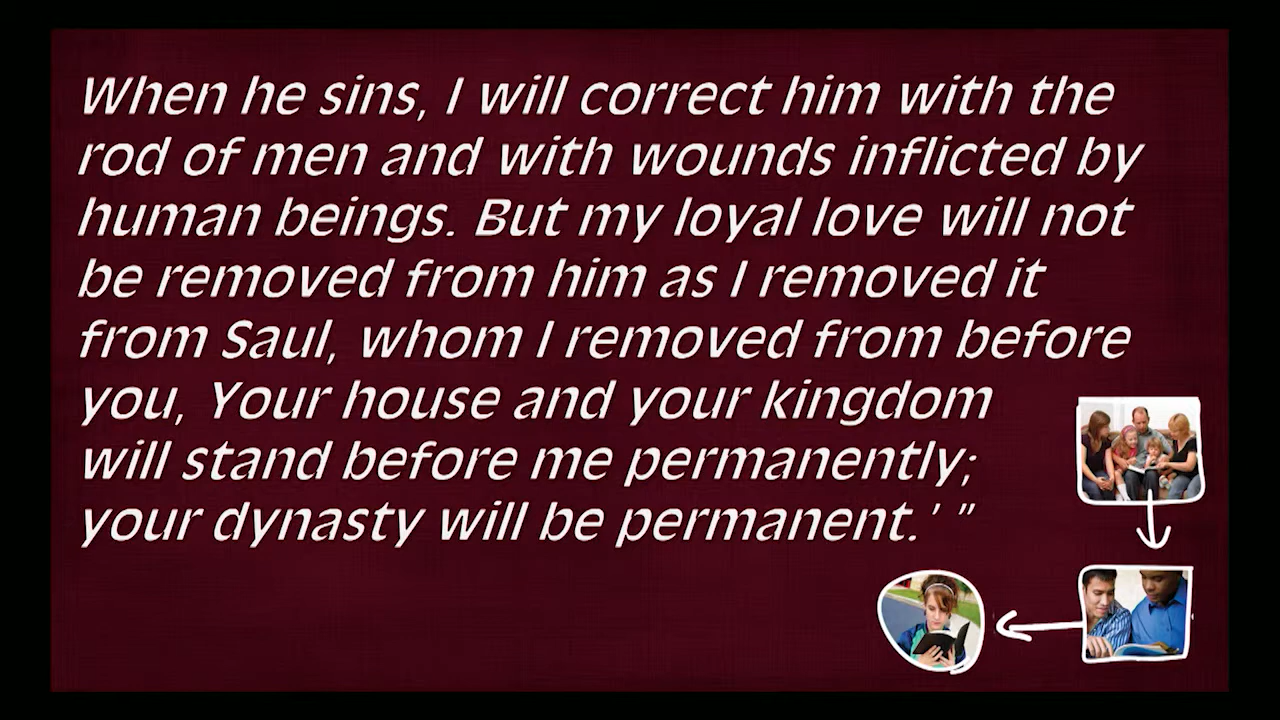 When he sins, I will correct him with the
rod of men and with wounds inflicted by
human beings. But my loyal love will not
be removed from him as I removed it
from Saul, whom I removed from before
you, Your house and your kingdom
will stand before me permanently;
your dynasty will be permanent.' "